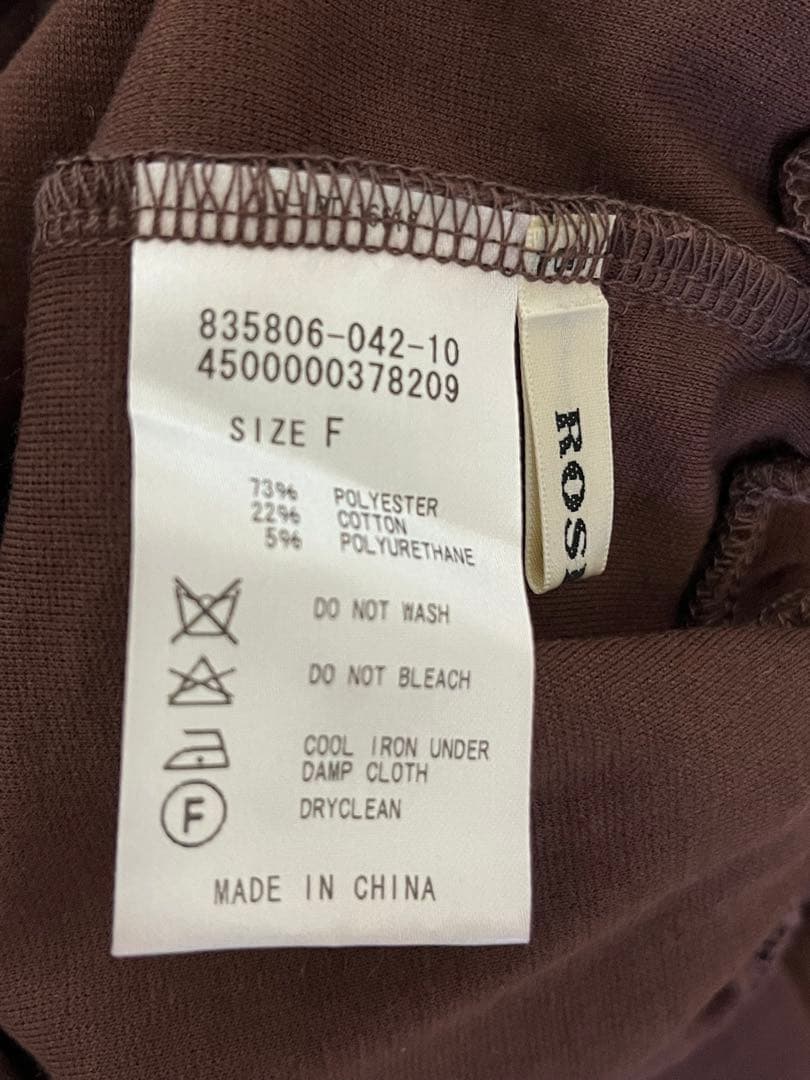 835806-042-10
4500000378209
SIZE F
73% POLYESTER
22% COTTON
5% POLYURETHANE
DO NOT WASH
DO NOT BLEACH
COOL IRON UNDER
DAMP CLOTH
F DRYCLEAN
MADE IN CHINA
ROS